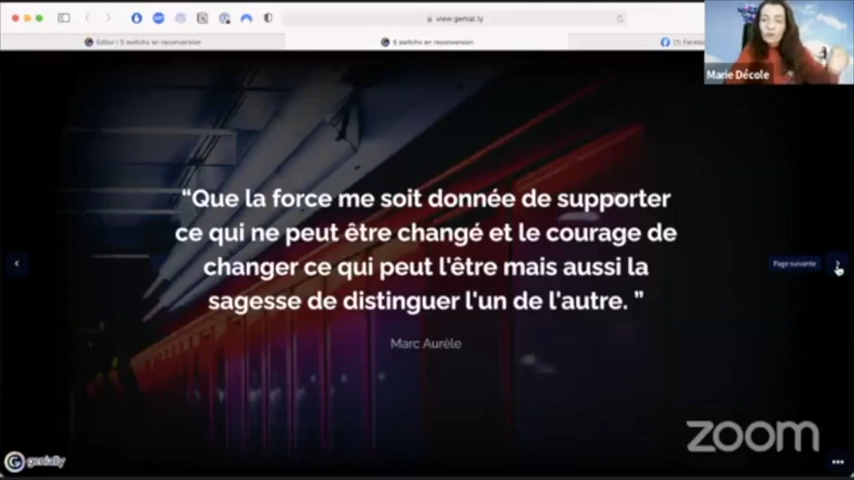 view.genial.ly
Editor | 5 switchs en reconversion
5 switchs en reconversion
(1) Facebo
Marie Décole
“Que la force me soit donnée de supporter
ce qui ne peut être changé et le courage de
changer ce qui peut l'être mais aussi la
sagesse de distinguer l'un de l'autre. ”
Page suivante
Marc Aurèle
zoom
genially